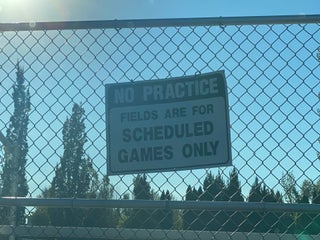 NO PRACTICE
FIELDS ARE FOR
SCHEDULED
GAMES ONLY